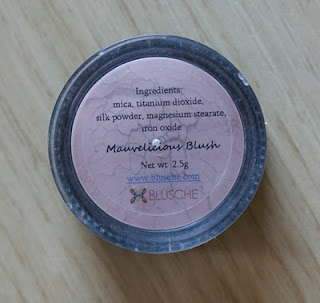 Ingredients:
mica, titanium dioxide,
silk powder, magnesium stearate,
iron oxide
Mauvelicious Blush
Net wt 2.5g
www.blusche.com
BLUSCHE